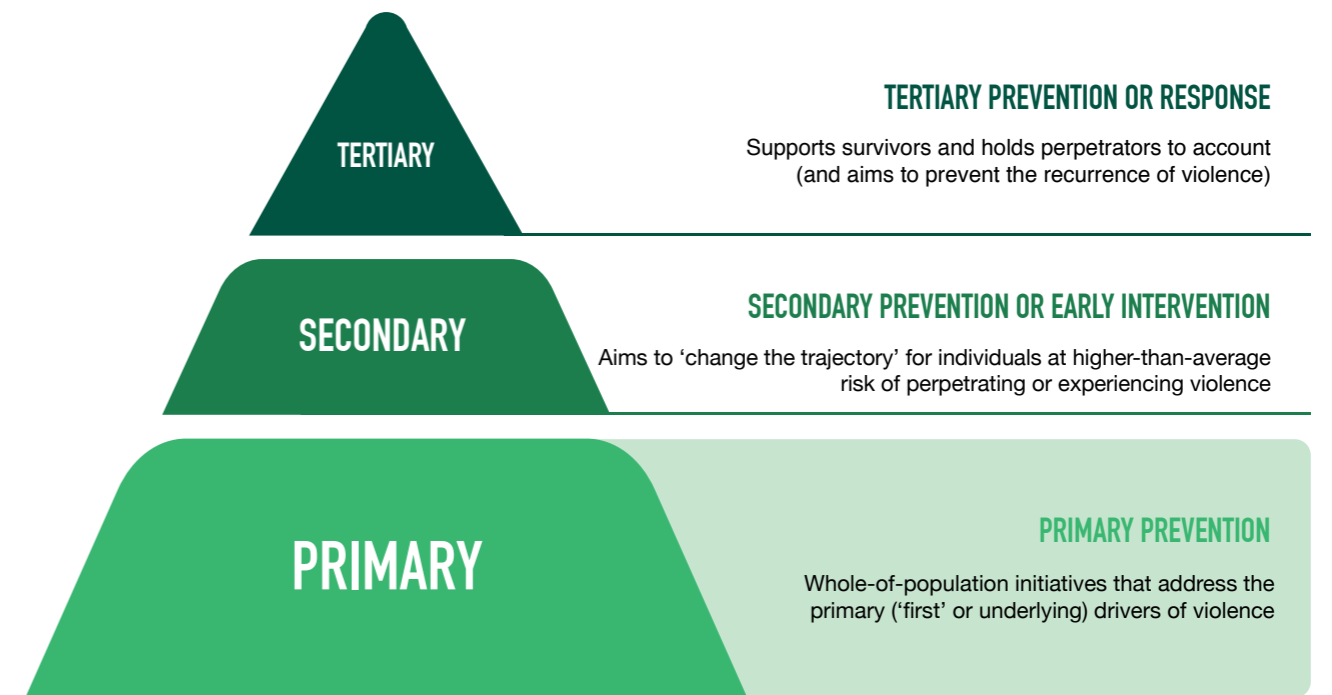 TERTIARY
TERTIARY PREVENTION OR RESPONSE
Supports survivors and holds perpetrators to account
(and aims to prevent the recurrence of violence)
SECONDARY
SECONDARY PREVENTION OR EARLY INTERVENTION
Aims to ‘change the trajectory’ for individuals at higher-than-average
risk of perpetrating or experiencing violence
PRIMARY
PRIMARY PREVENTION
Whole-of-population initiatives that address the
primary (‘first’ or underlying) drivers of violence